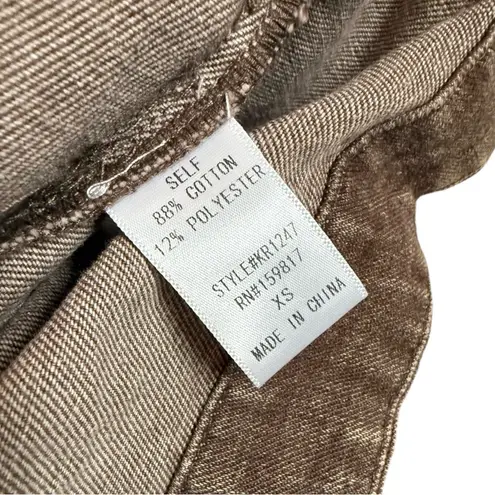 SELF
88% COTTON
12% POLYESTER
STYLE#KR1247
RN#159817
XS
MADE IN CHINA